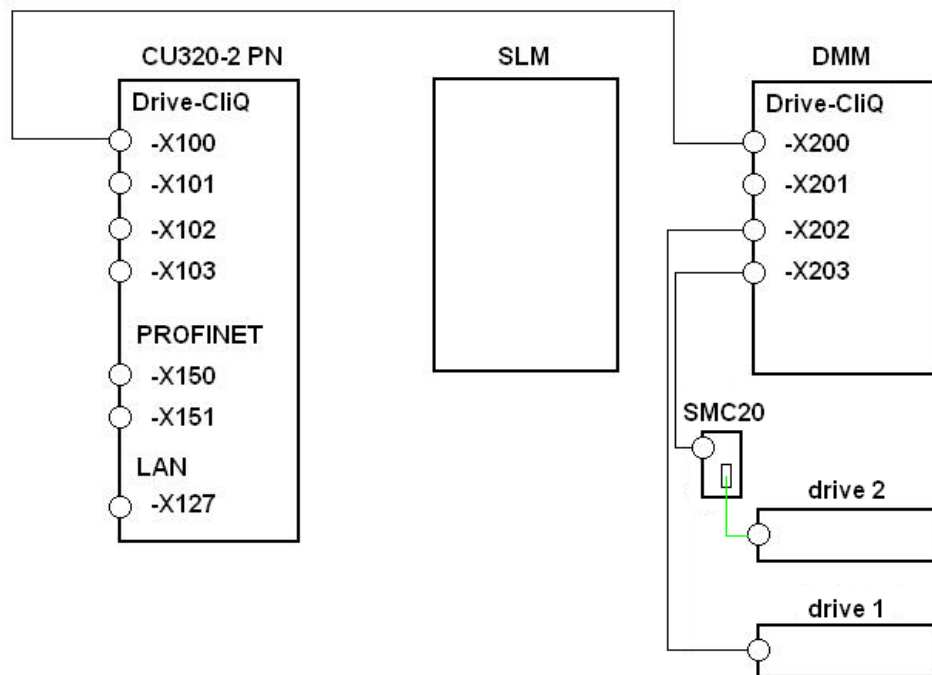 CU320-2 PN
Drive-CliQ
-X100
-X101
-X102
-X103
PROFINET
-X150
-X151
LAN
-X127
SLM
DMM
Drive-CliQ
-X200
-X201
-X202
-X203
SMC20
drive 2
drive 1